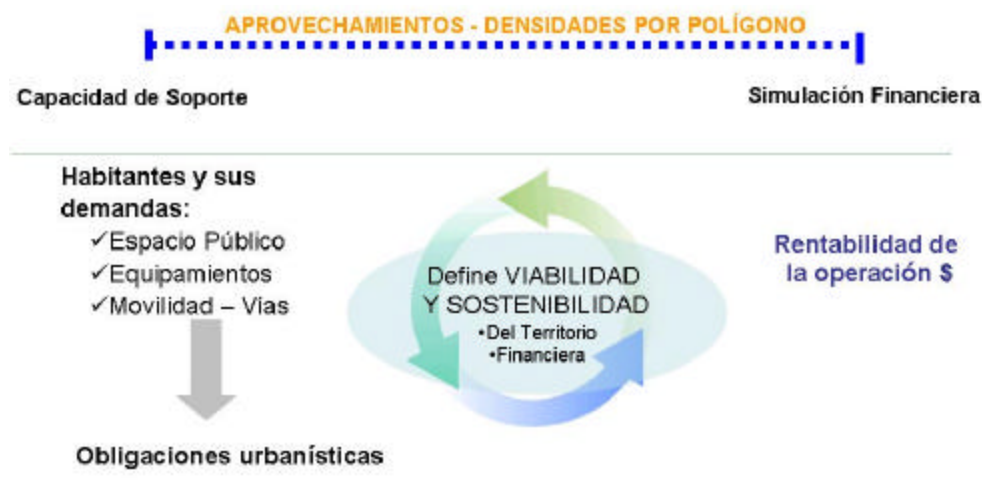 APROVECHAMIENTOS - DENSIDADES POR POLÍGONO
Capacidad de Soporte
Simulación Financiera
Habitantes y sus
demandas:
✓Espacio Público
✓Equipamientos
✓Movilidad – Vías
Define VIABILIDAD
Y SOSTENIBILIDAD
•Del Territorio
•Financiera
Rentabilidad de
la operación $
Obligaciones urbanísticas